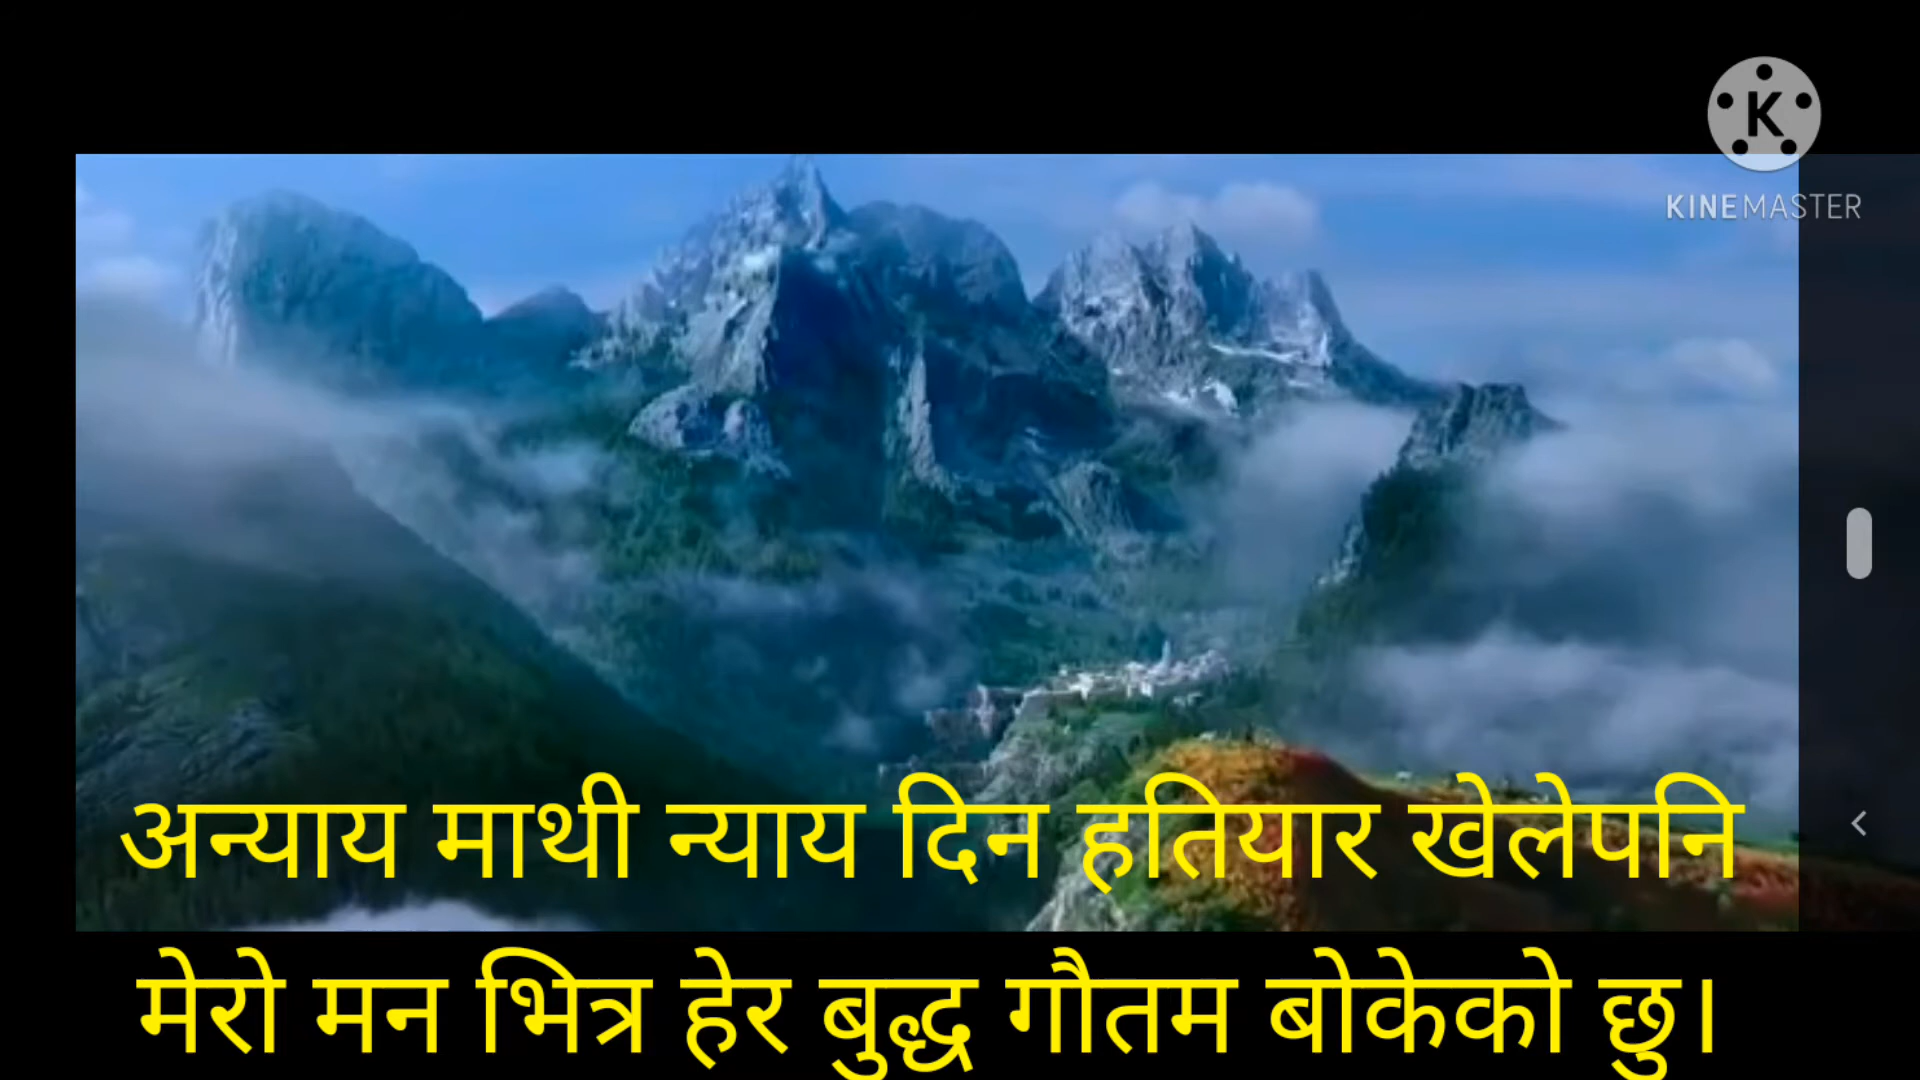 K
KINEMASTER
अन्याय माथी न्याय दिन हतियार खेलेपनि
मेरो मन भित्र हेर बुद्ध गौतम बोकेको छु।